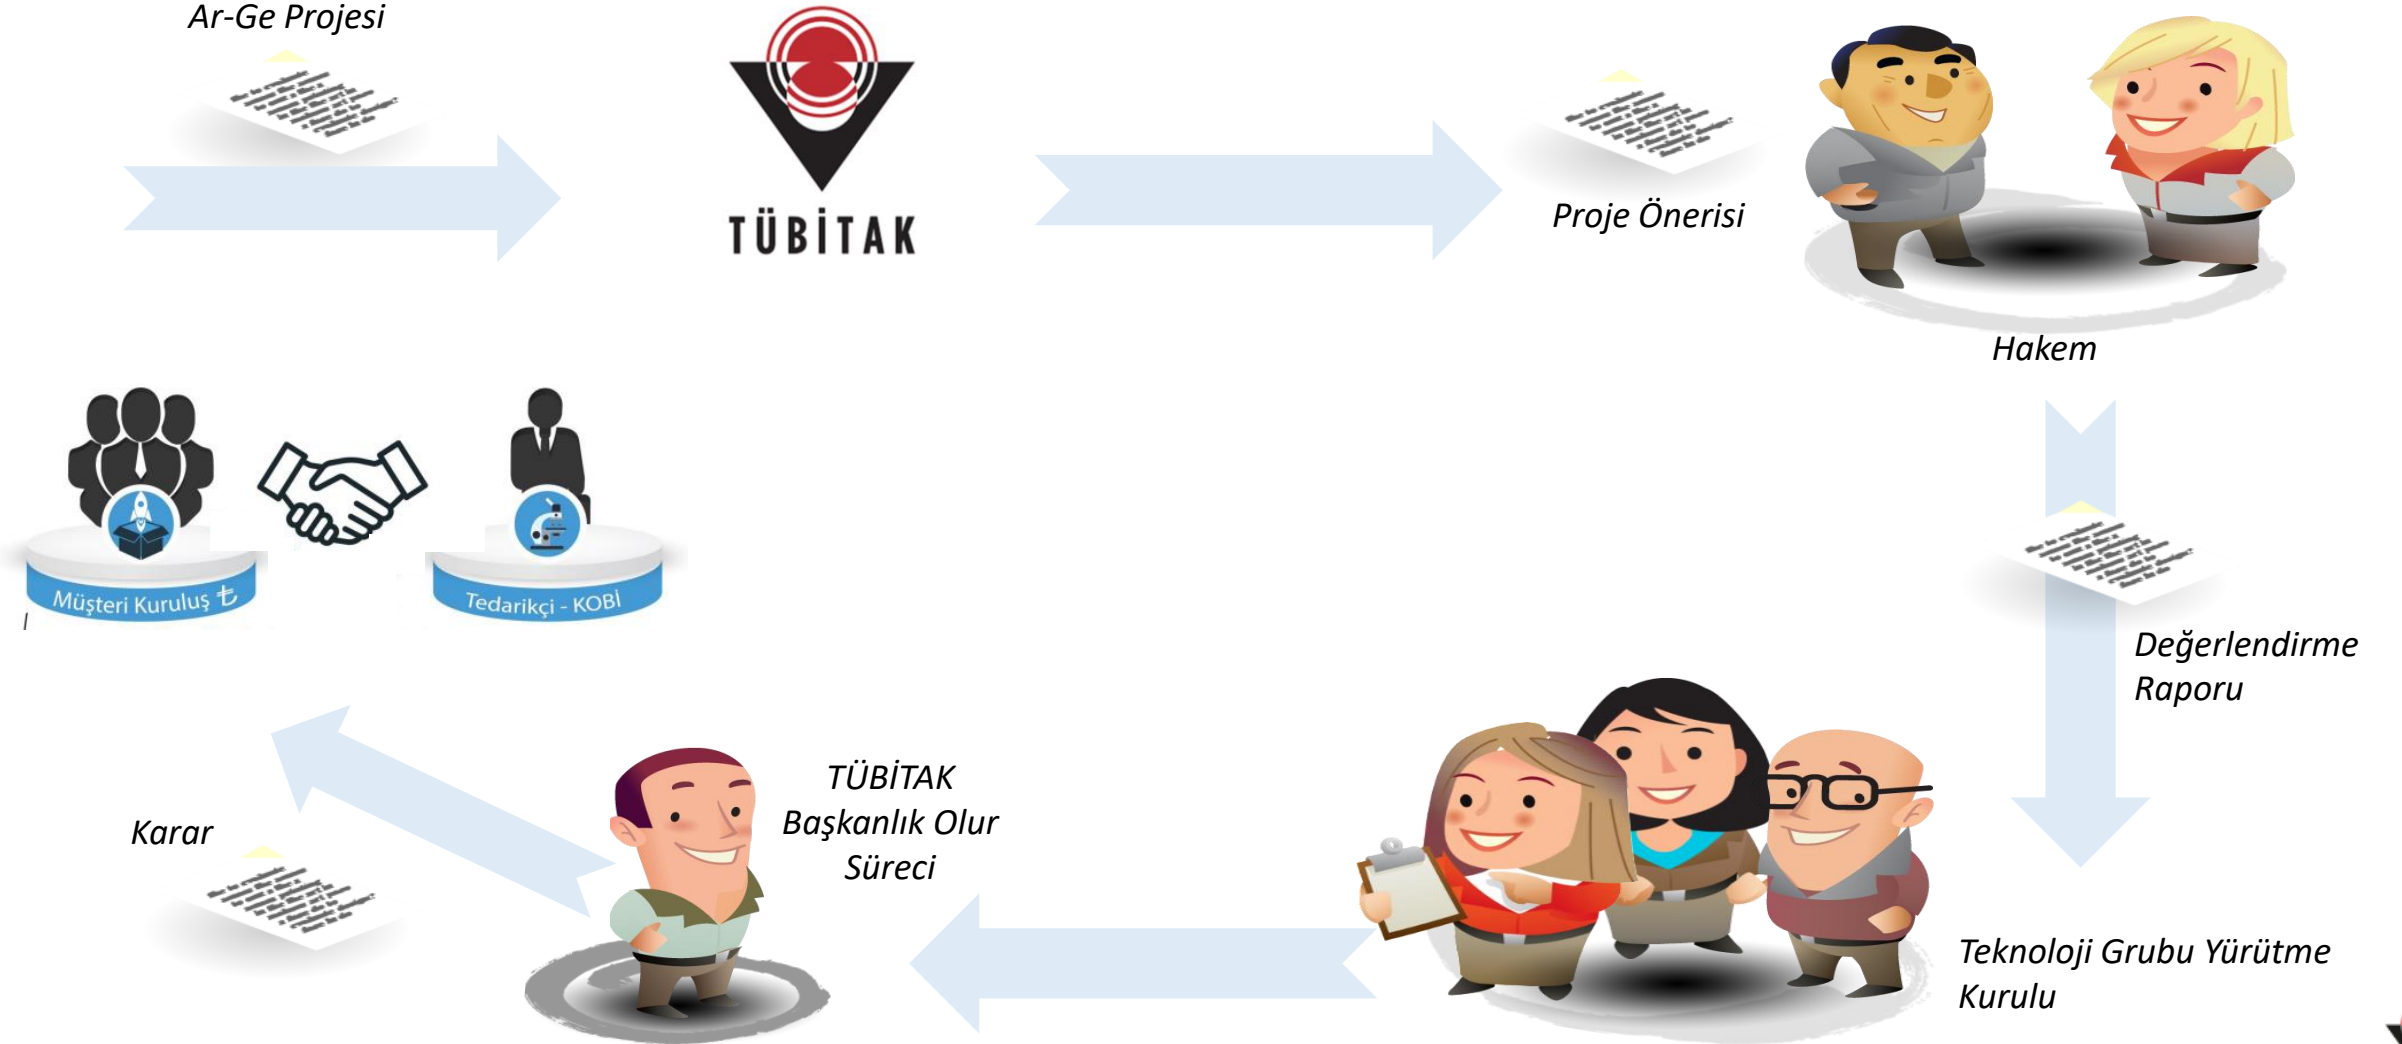 Ar-Ge Projesi
TÜBİTAK
Proje Önerisi
Hakem
Müşteri Kuruluş ₺
Tedarikçi - KOBİ
Değerlendirme
Raporu
TÜBİTAK
Başkanlık Olur
Süreci
Karar
Teknoloji Grubu Yürütme
Kurulu